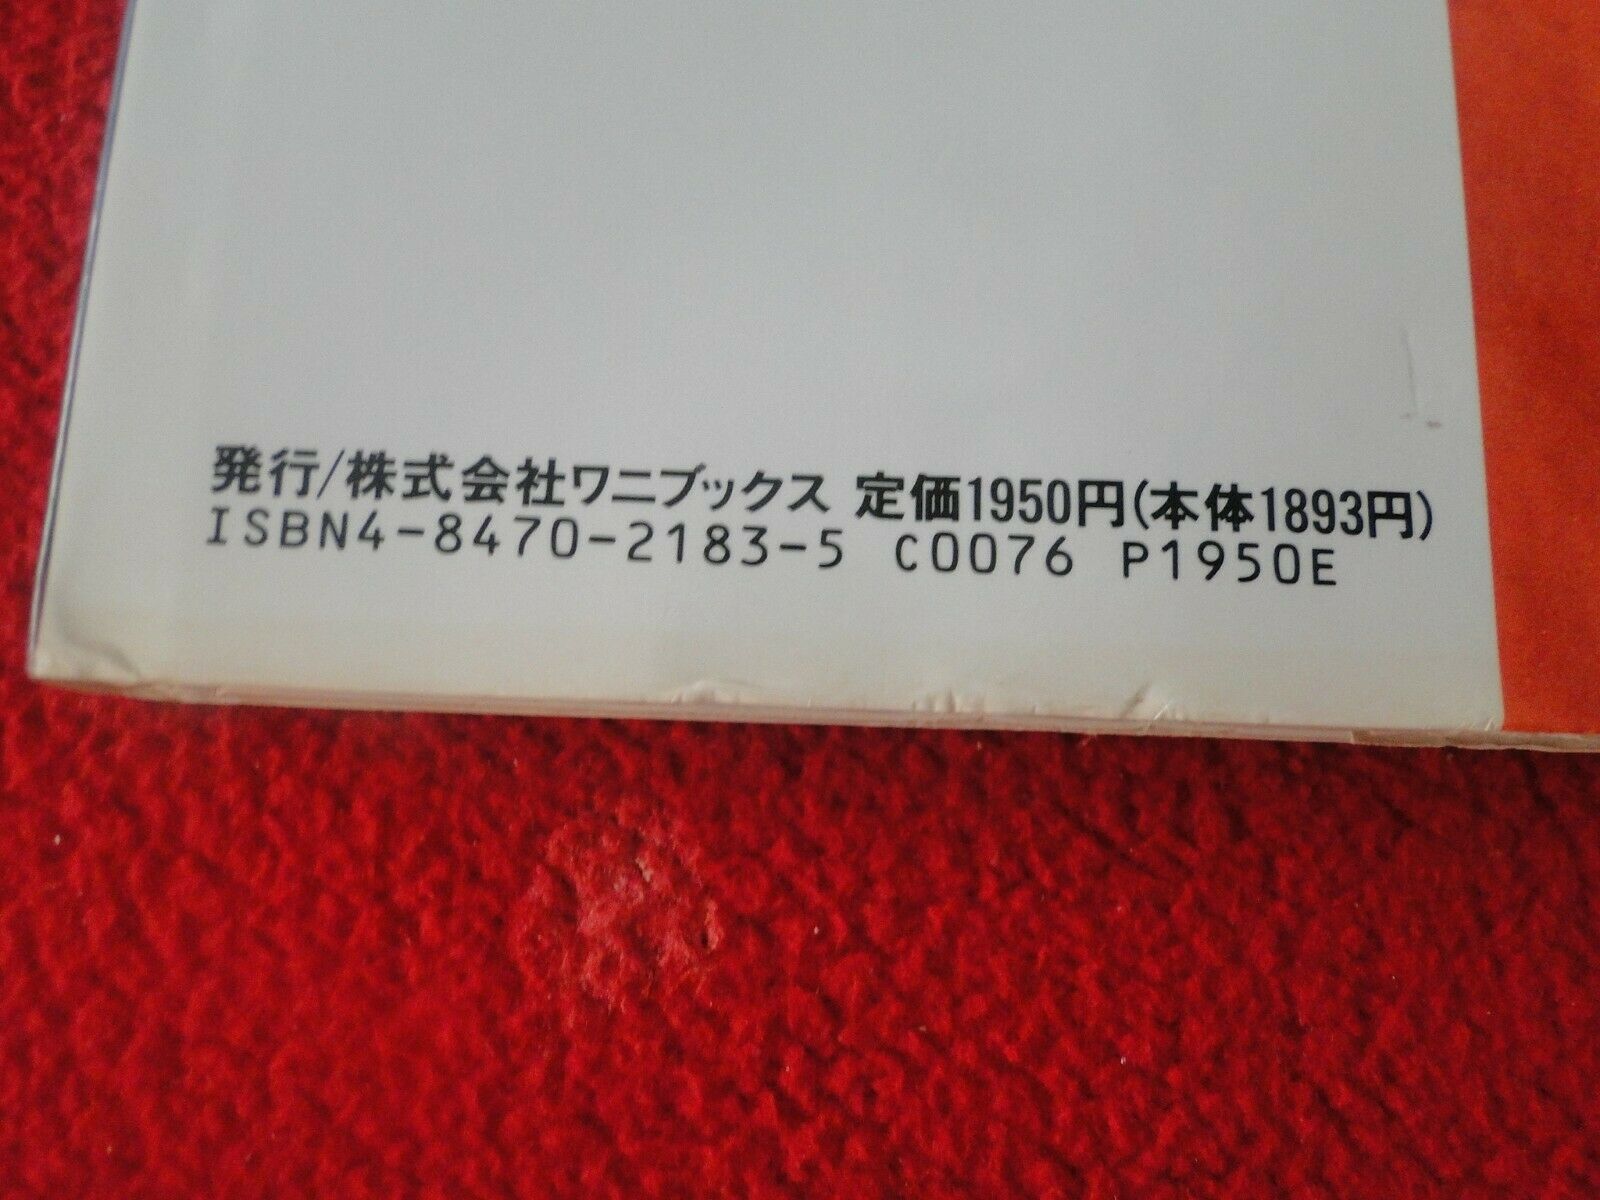 発行/株式会社ワニブックス 定価1950円(本体1893円)
ISBN4-8470-2183-5 C0076 P1950E